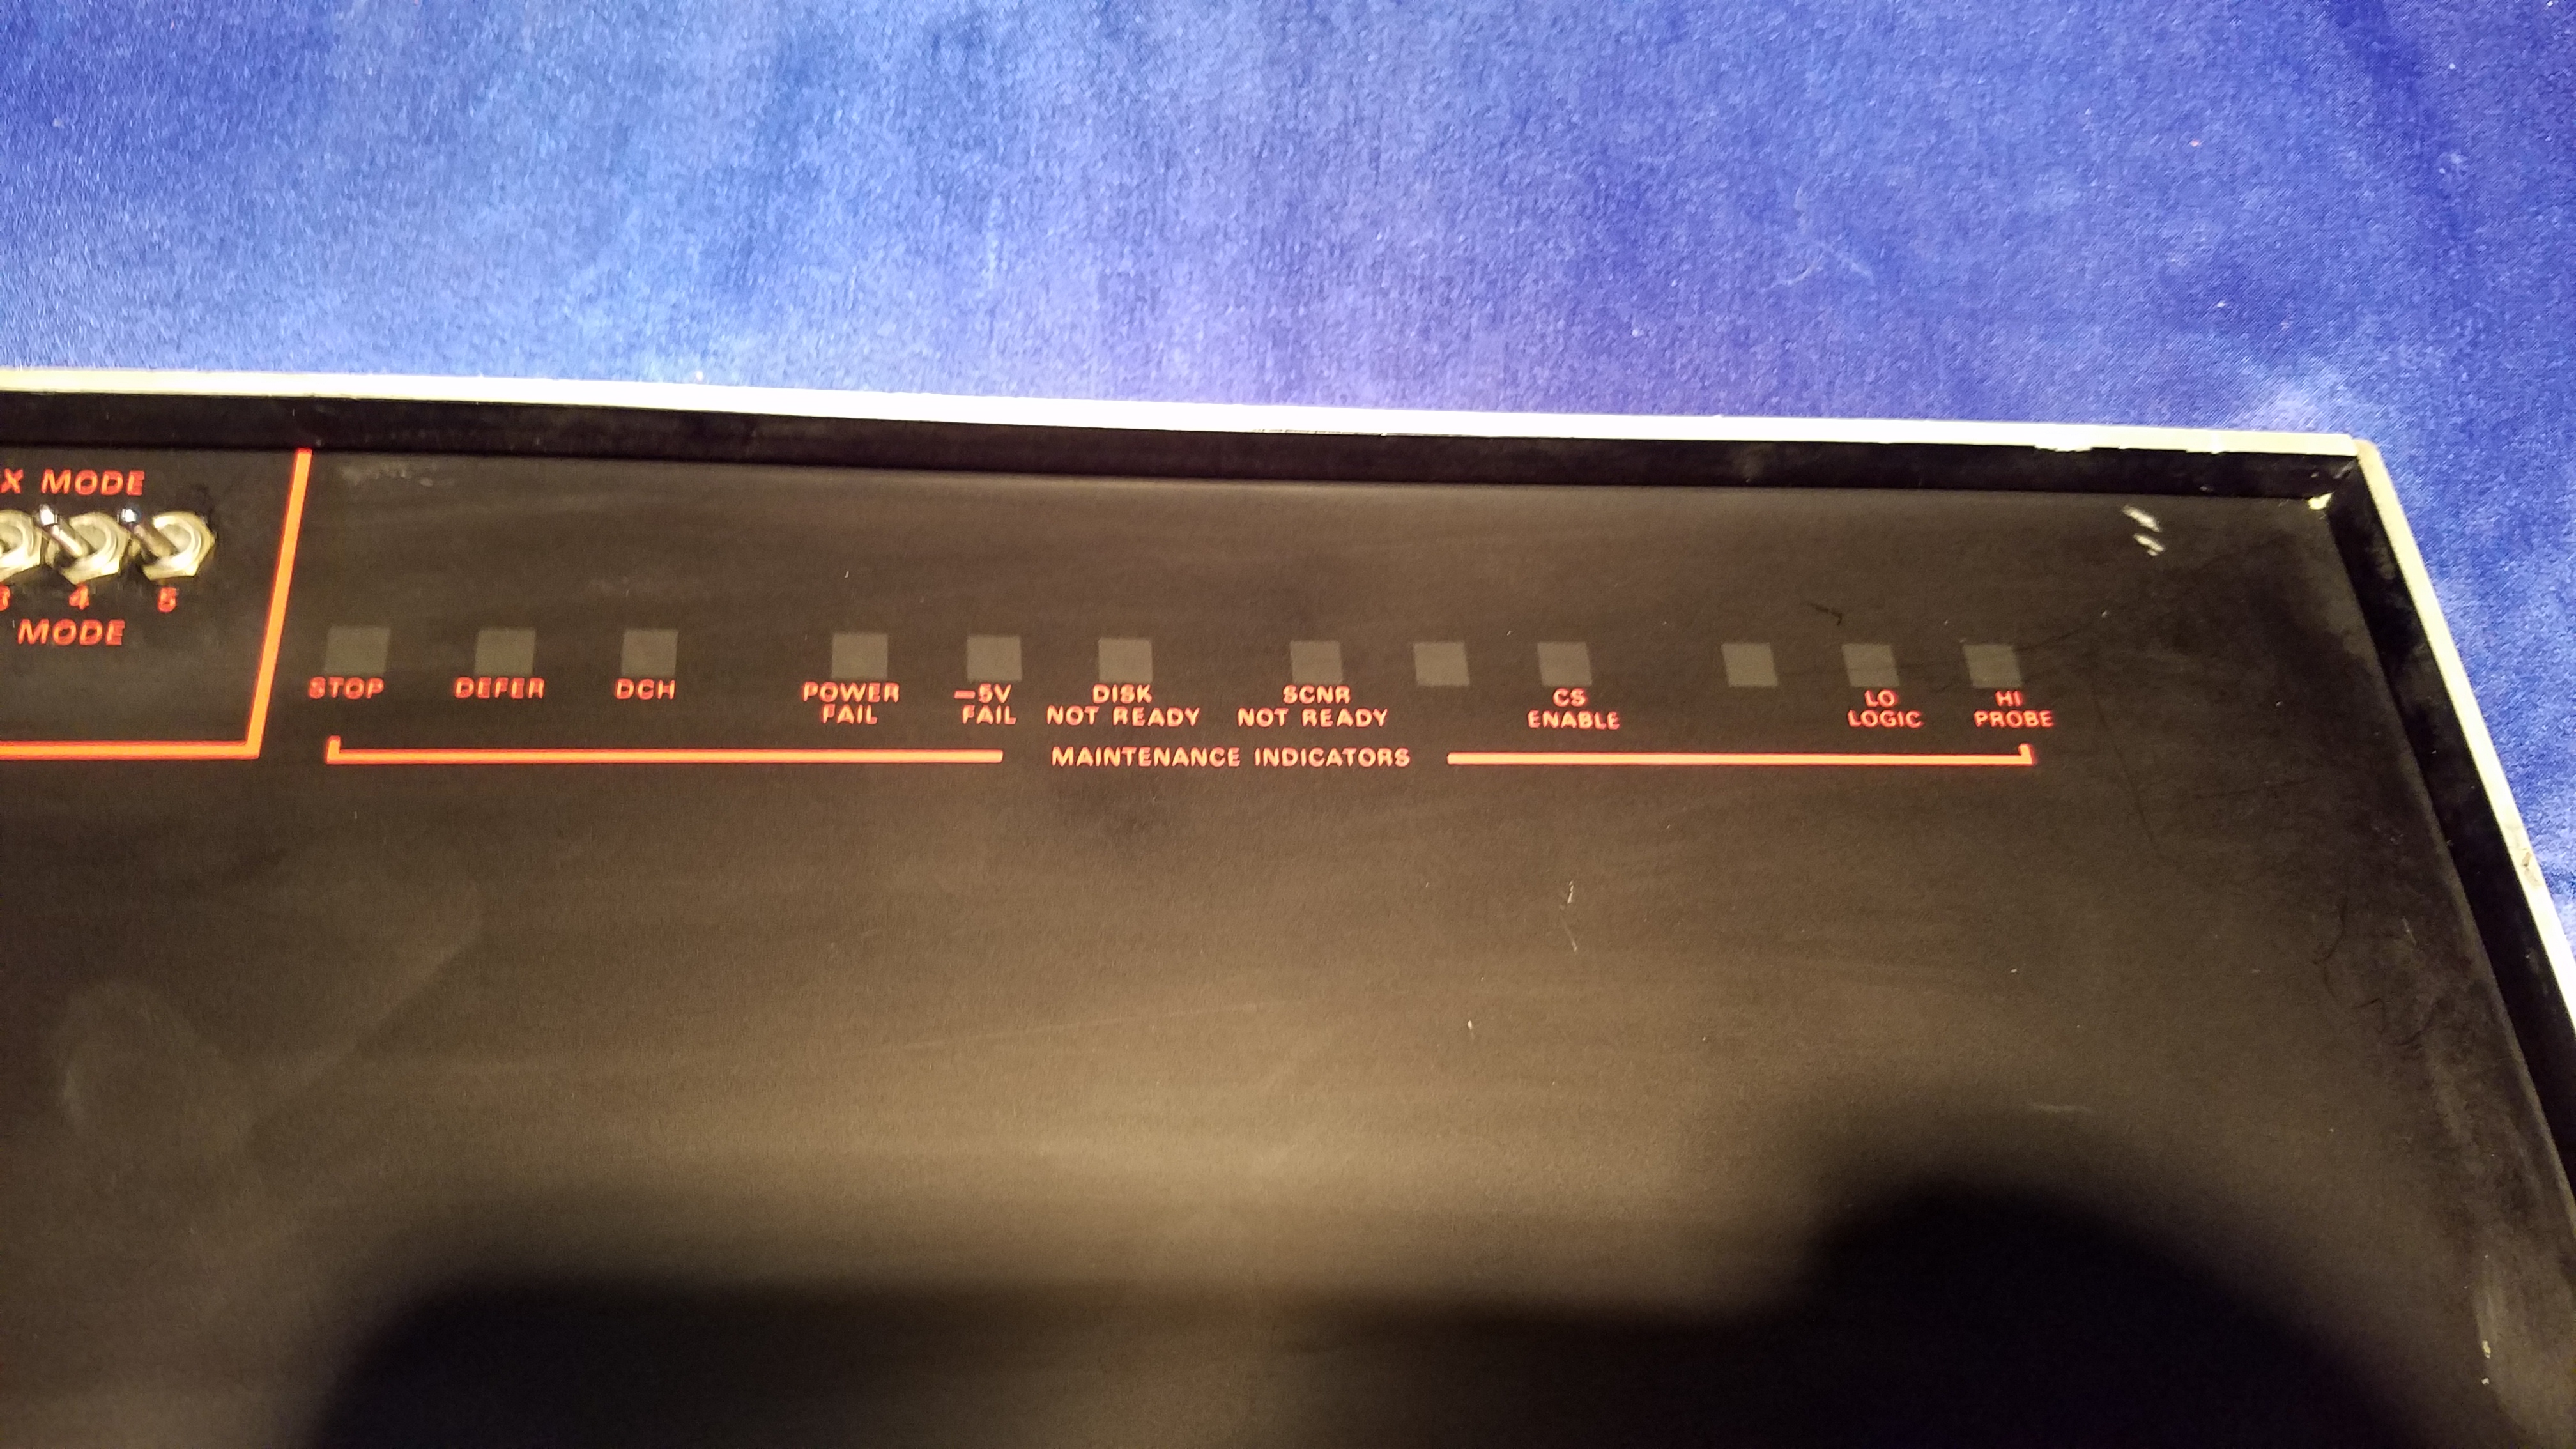 X MODE
3 4 5
MODE
STOP DEFER DCH POWER FAIL —5V FAIL DISK NOT READY SCNR NOT READY CS ENABLE LO LOGIC HI PROBE
MAINTENANCE INDICATORS